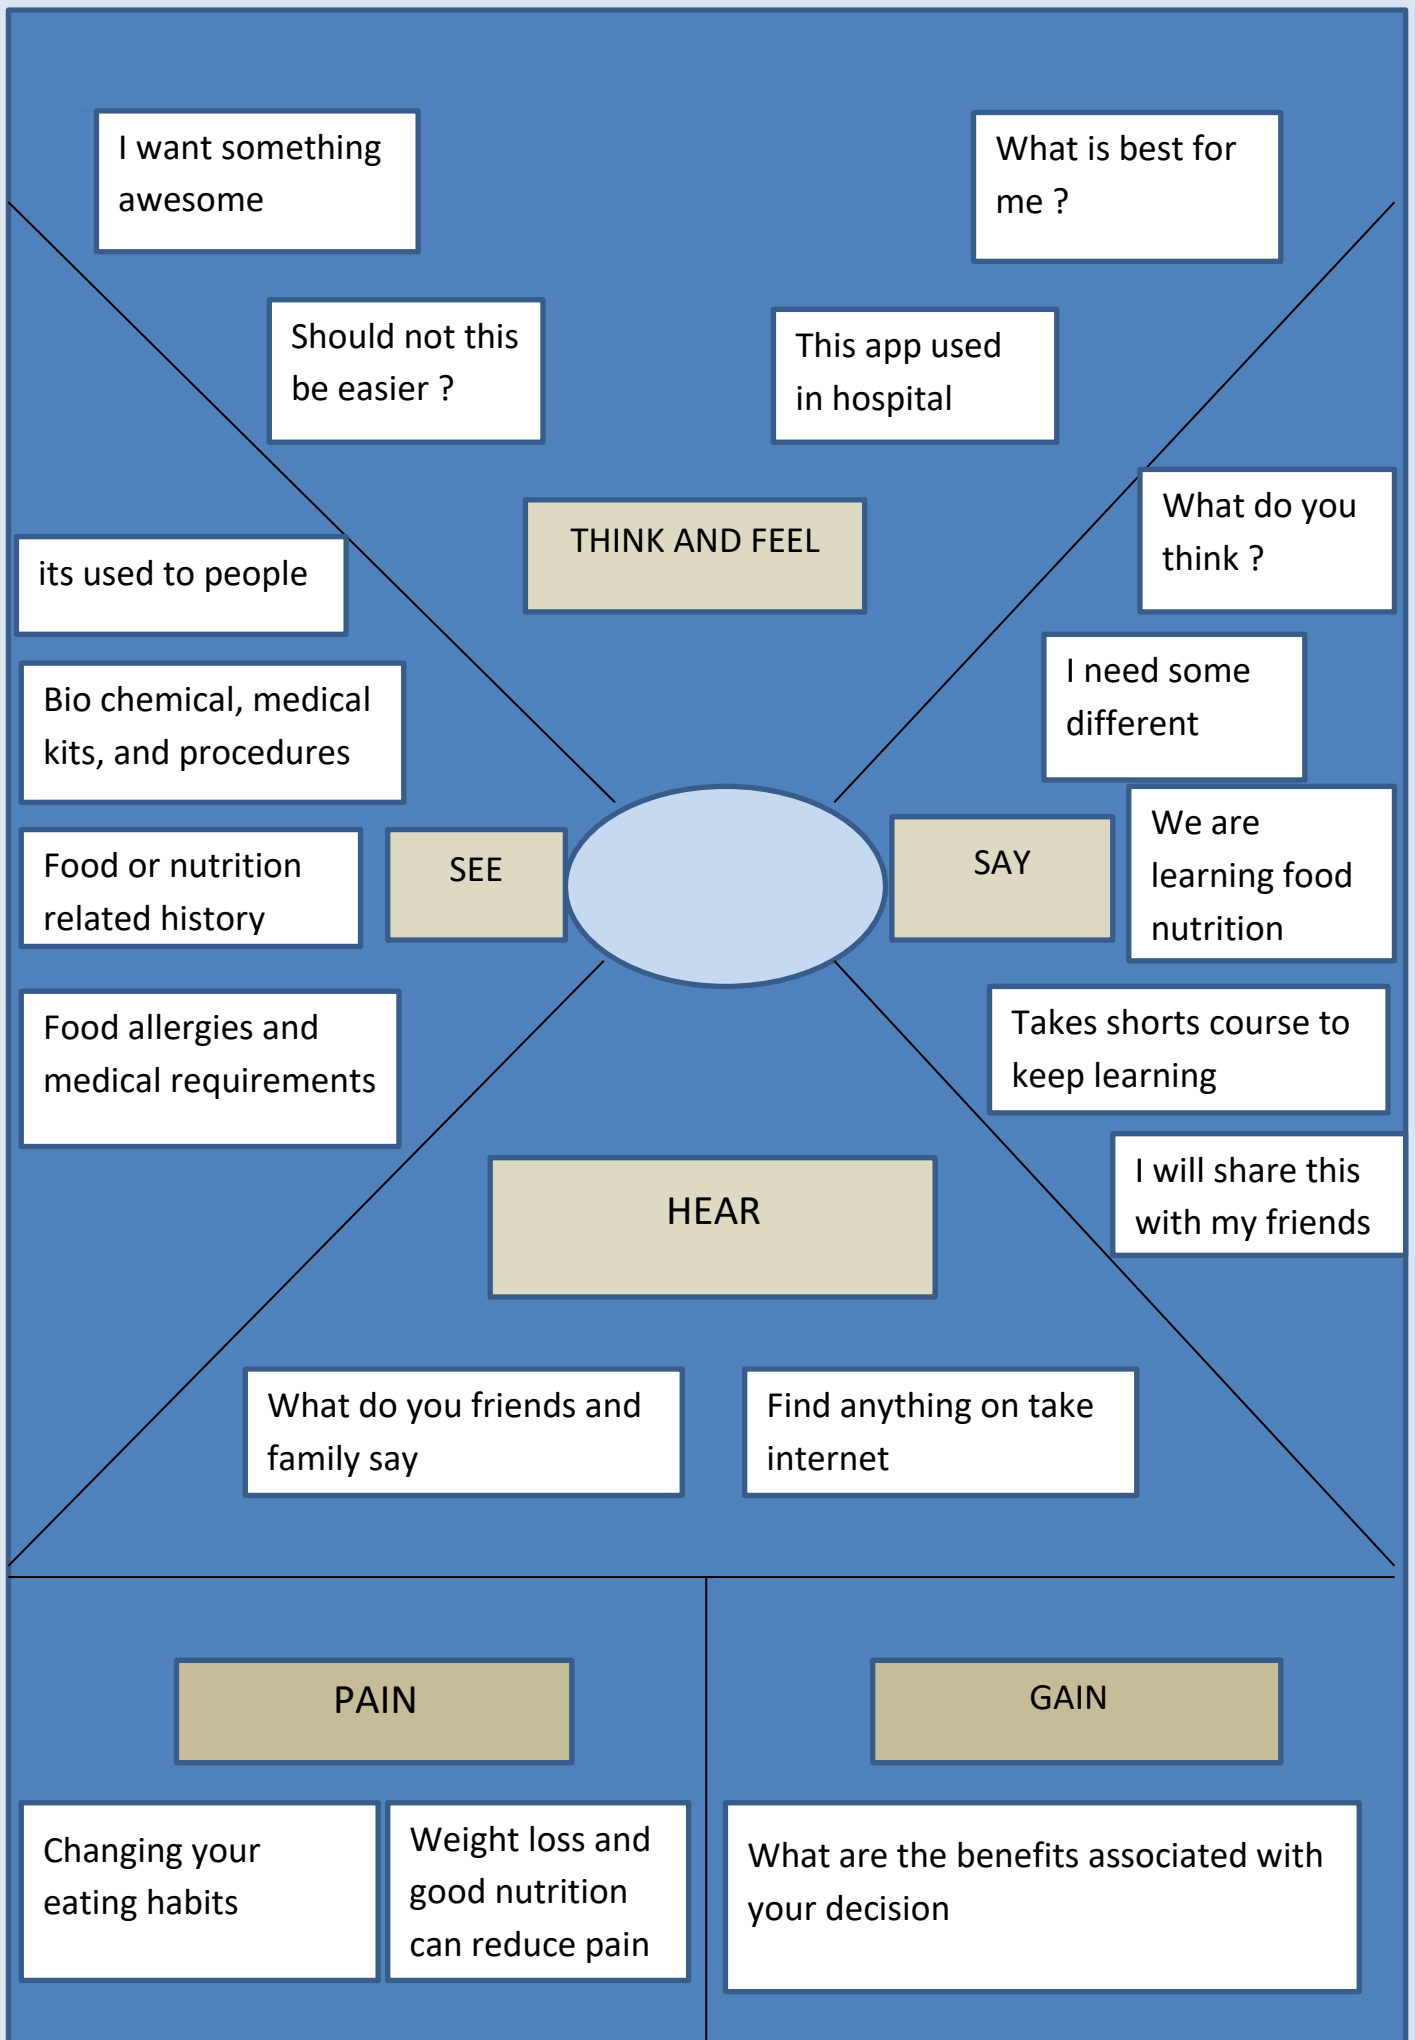 I want something
awesome
What is best for
me ?
Should not this
be easier ?
This app used
in hospital
THINK AND FEEL
its used to people
Bio chemical, medical
kits, and procedures
Food or nutrition
related history
Food allergies and
medical requirements
SEE
SAY
What do you
think ?
I need some
different
We are
learning food
nutrition
Takes shorts course to
keep learning
I will share this
with my friends
HEAR
What do you friends and
family say
Find anything on take
internet
PAIN
Changing your
eating habits
Weight loss and
good nutrition
can reduce pain
GAIN
What are the benefits associated with
your decision